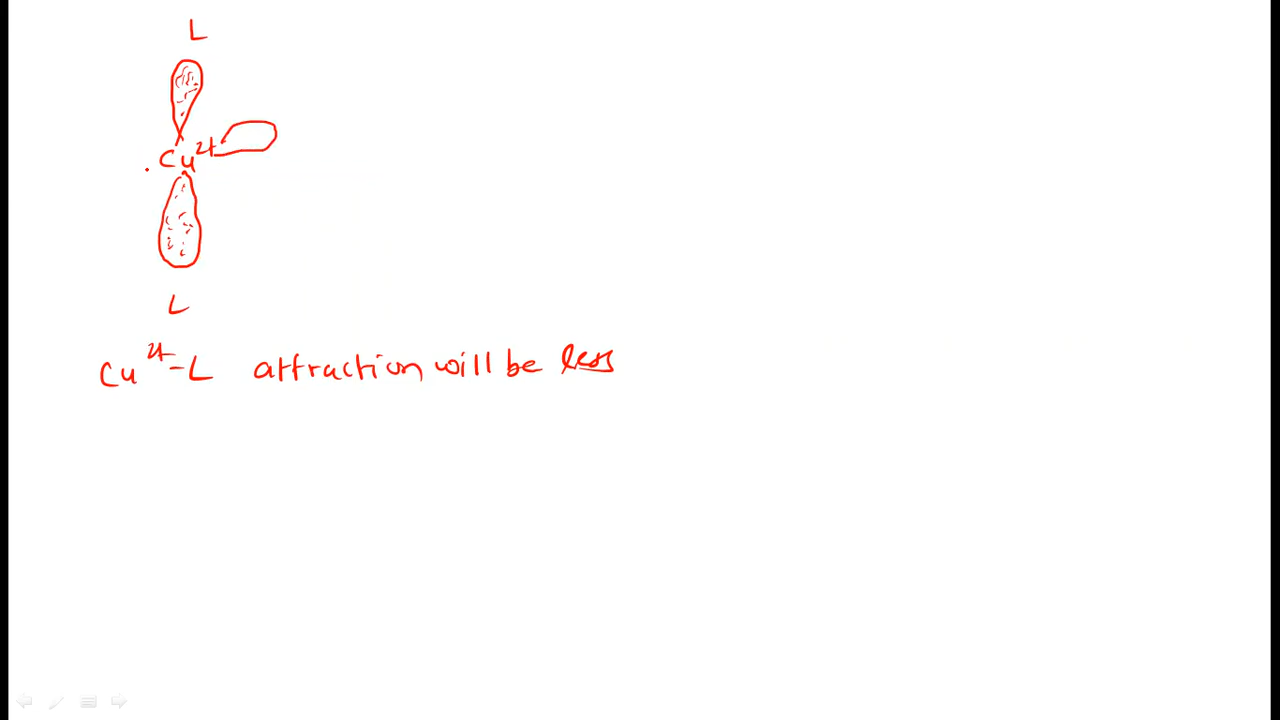 L
Cu²⁺
L
Cu²⁺-L attraction will be less